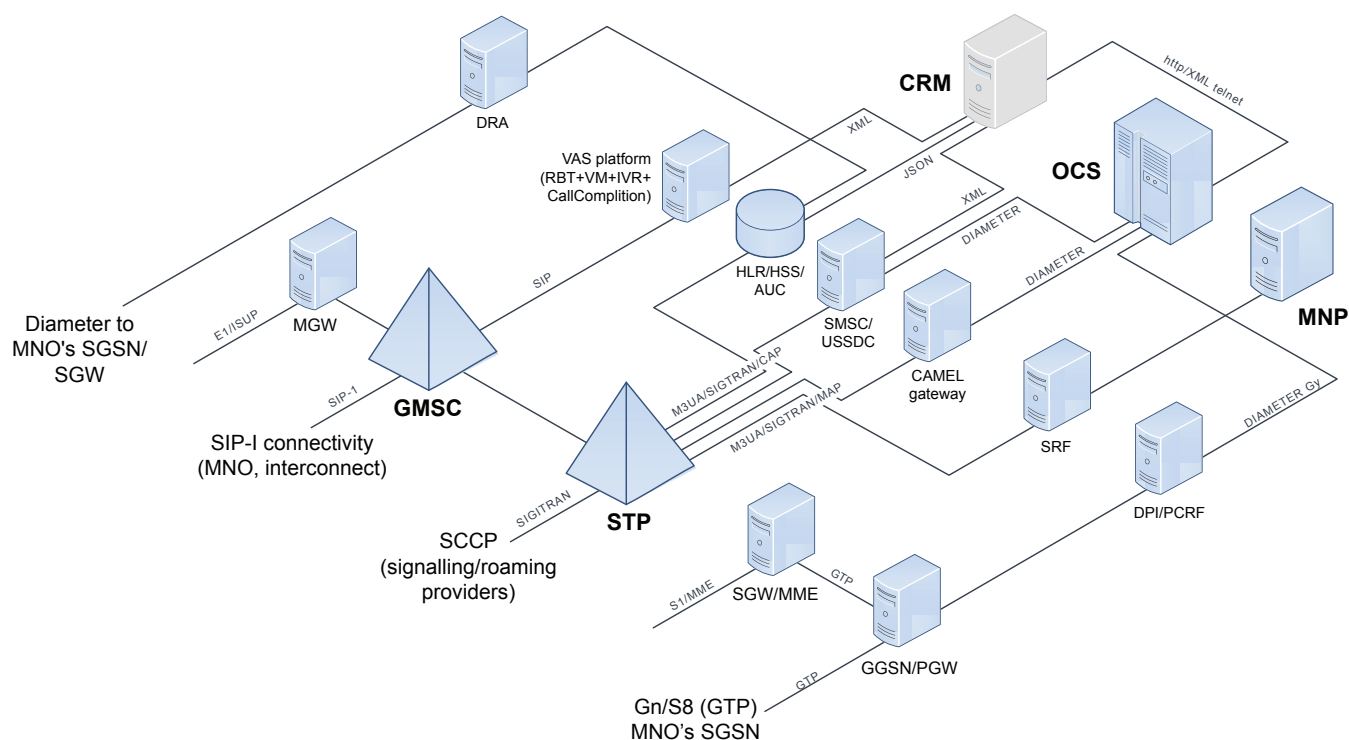 CRM
http/XML telnet
DRA
XML
VAS platform
(RBT+VM+IVR+
CallComplition)
OCS
JSON
XML
DIAMETER
SIP
DIAMETER
HLR/HSS/
AUC
MGW
E1/ISUP
Diameter to
MNO's SGSN/
SGW
SMSC/
USSDC
MNP
CAMEL
gateway
M3UA/SIGTRAN/CAP
M3UA/SIGTRAN/MAP
SIP-1
GMSC
DIAMETER Gy
SIP-I connectivity
(MNO, interconnect)
SRF
SIGITRAN
STP
DPI/PCRF
SCCP
(signalling/roaming
providers)
S1/MME
SGW/MME
GTP
GGSN/PGW
GTP
Gn/S8 (GTP)
MNO’s SGSN